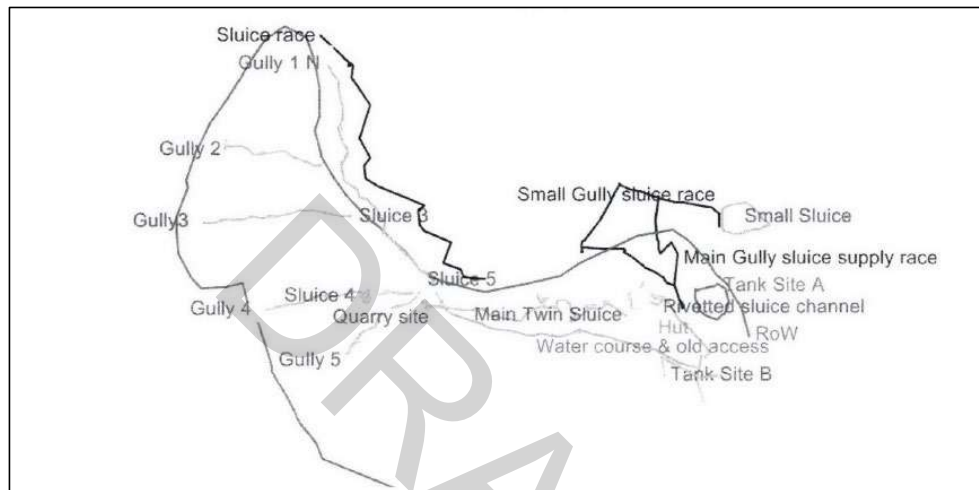 Sluice race
Gully 1 N
Gully 2
Small Gully sluice race
Gully3
Sluice 3
Small Sluice
Main Gully sluice supply race
Sluice 5
Tank Site A
Sluice 4
Gully 4
Rivetted sluice channel
Quarry site
Main Twin Sluice
Hut
RoW
Water course & old access
Gully 5
Tank Site B
DRA